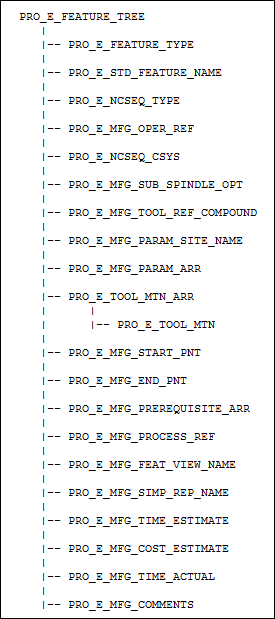 PRO_E_FEATURE_TREE
|
|-- PRO_E_FEATURE_TYPE
|
|-- PRO_E_STD_FEATURE_NAME
|
|-- PRO_E_NCSEQ_TYPE
|
|-- PRO_E_MFG_OPER_REF
|
|-- PRO_E_NCSEQ_CSYS
|
|-- PRO_E_MFG_SUB_SPINDLE_OPT
|
|-- PRO_E_MFG_TOOL_REF_COMPOUND
|
|-- PRO_E_MFG_PARAM_SITE_NAME
|
|-- PRO_E_MFG_PARAM_ARR
|
|-- PRO_E_TOOL_MTN_ARR
| |
| |-- PRO_E_TOOL_MTN
|
|-- PRO_E_MFG_START_PNT
|
|-- PRO_E_MFG_END_PNT
|
|-- PRO_E_MFG_PREREQUISITE_ARR
|
|-- PRO_E_MFG_PROCESS_REF
|
|-- PRO_E_MFG_FEAT_VIEW_NAME
|
|-- PRO_E_MFG_SIMP_REP_NAME
|
|-- PRO_E_MFG_TIME_ESTIMATE
|
|-- PRO_E_MFG_COST_ESTIMATE
|
|-- PRO_E_MFG_TIME_ACTUAL
|
|-- PRO_E_MFG_COMMENTS